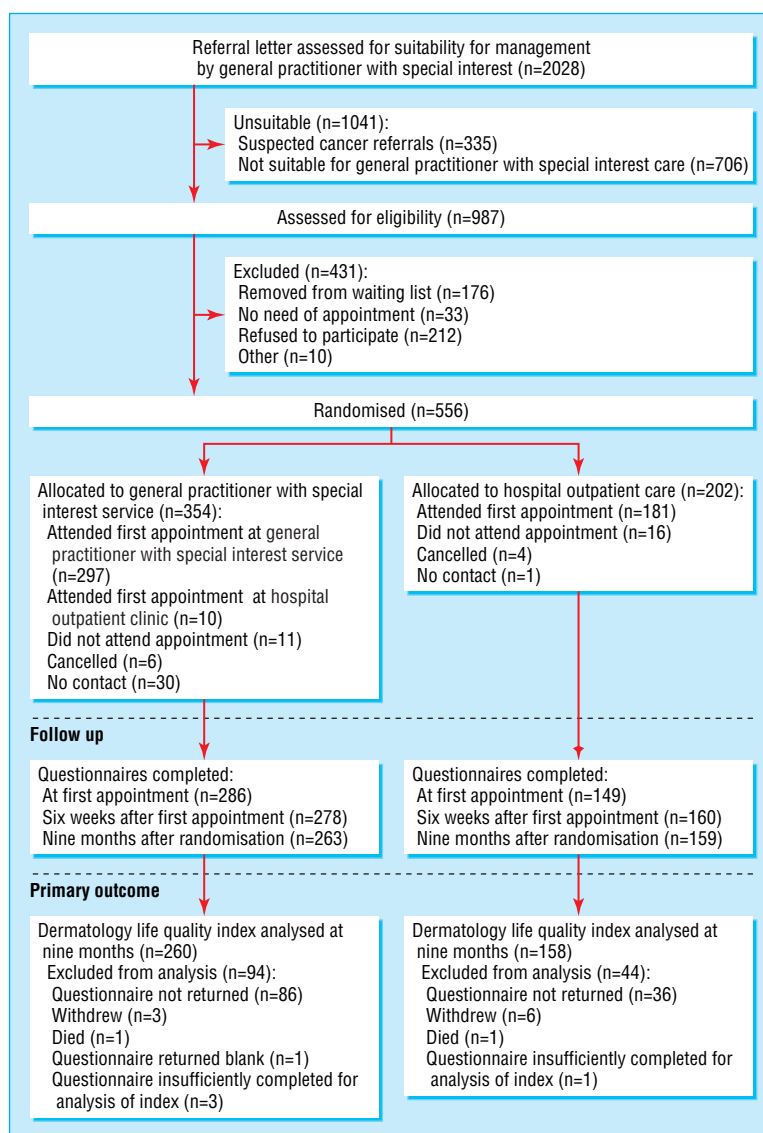 Referral letter assessed for suitability for management
by general practitioner with special interest (n=2028)
Unsuitable (n=1041):
Suspected cancer referrals (n=335)
Not suitable for general practitioner with special interest care (n=706)
Assessed for eligibility (n=987)
Excluded (n=431):
Removed from waiting list (n=176)
No need of appointment (n=33)
Refused to participate (n=212)
Other (n=10)
Randomised (n=556)
Allocated to general practitioner with special
interest service (n=354):
Attended first appointment at general
practitioner with special interest service
(n=297)
Attended first appointment at hospital
outpatient clinic (n=10)
Did not attend appointment (n=11)
Cancelled (n=6)
No contact (n=30)
Allocated to hospital outpatient care (n=202):
Attended first appointment (n=181)
Did not attend appointment (n=16)
Cancelled (n=4)
No contact (n=1)
Follow up
Questionnaires completed:
At first appointment (n=286)
Six weeks after first appointment (n=278)
Nine months after randomisation (n=263)
Questionnaires completed:
At first appointment (n=149)
Six weeks after first appointment (n=160)
Nine months after randomisation (n=159)
Primary outcome
Dermatology life quality index analysed at
nine months (n=260)
Excluded from analysis (n=94):
Questionnaire not returned (n=86)
Withdrew (n=3)
Died (n=1)
Questionnaire returned blank (n=1)
Questionnaire insufficiently completed for
analysis of index (n=3)
Dermatology life quality index analysed at
nine months (n=158)
Excluded from analysis (n=44):
Questionnaire not returned (n=36)
Withdrew (n=6)
Died (n=1)
Questionnaire insufficiently completed for
analysis of index (n=1)